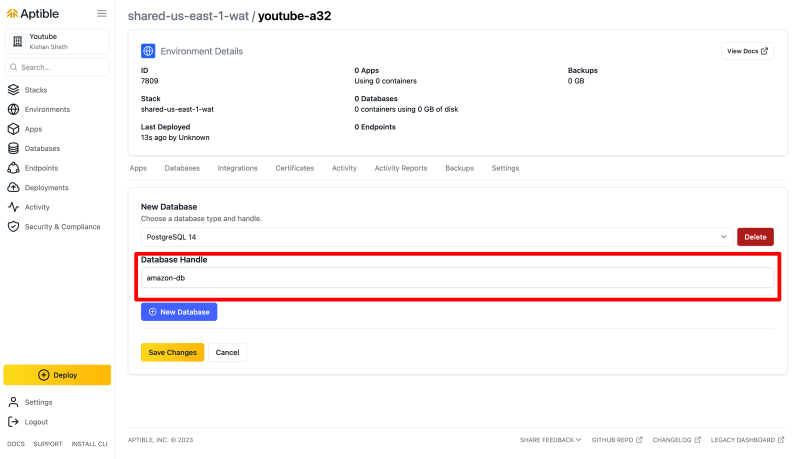 Aptible
Youtube
Kishan Sheth
Search...
Stacks
Environments
Apps
Databases
Endpoints
Deployments
Activity
Security & Compliance
Deploy
Settings
Logout
DOCS SUPPORT INSTALL CLI
shared-us-east-1-wat / youtube-a32
Environment Details
View Docs
ID
7809
0 Apps
Using 0 containers
Backups
0 GB
Stack
shared-us-east-1-wat
0 Databases
0 containers using 0 GB of disk
Last Deployed
13s ago by Unknown
0 Endpoints
Apps Databases Integrations Certificates Activity Activity Reports Backups Settings
New Database
Choose a database type and handle.
PostgreSQL 14
Delete
Database Handle
amazon-db
New Database
Save Changes Cancel
APTIBLE, INC. © 2023 SHARE FEEDBACK GITHUB REPO CHANGELOG LEGACY DASHBOARD